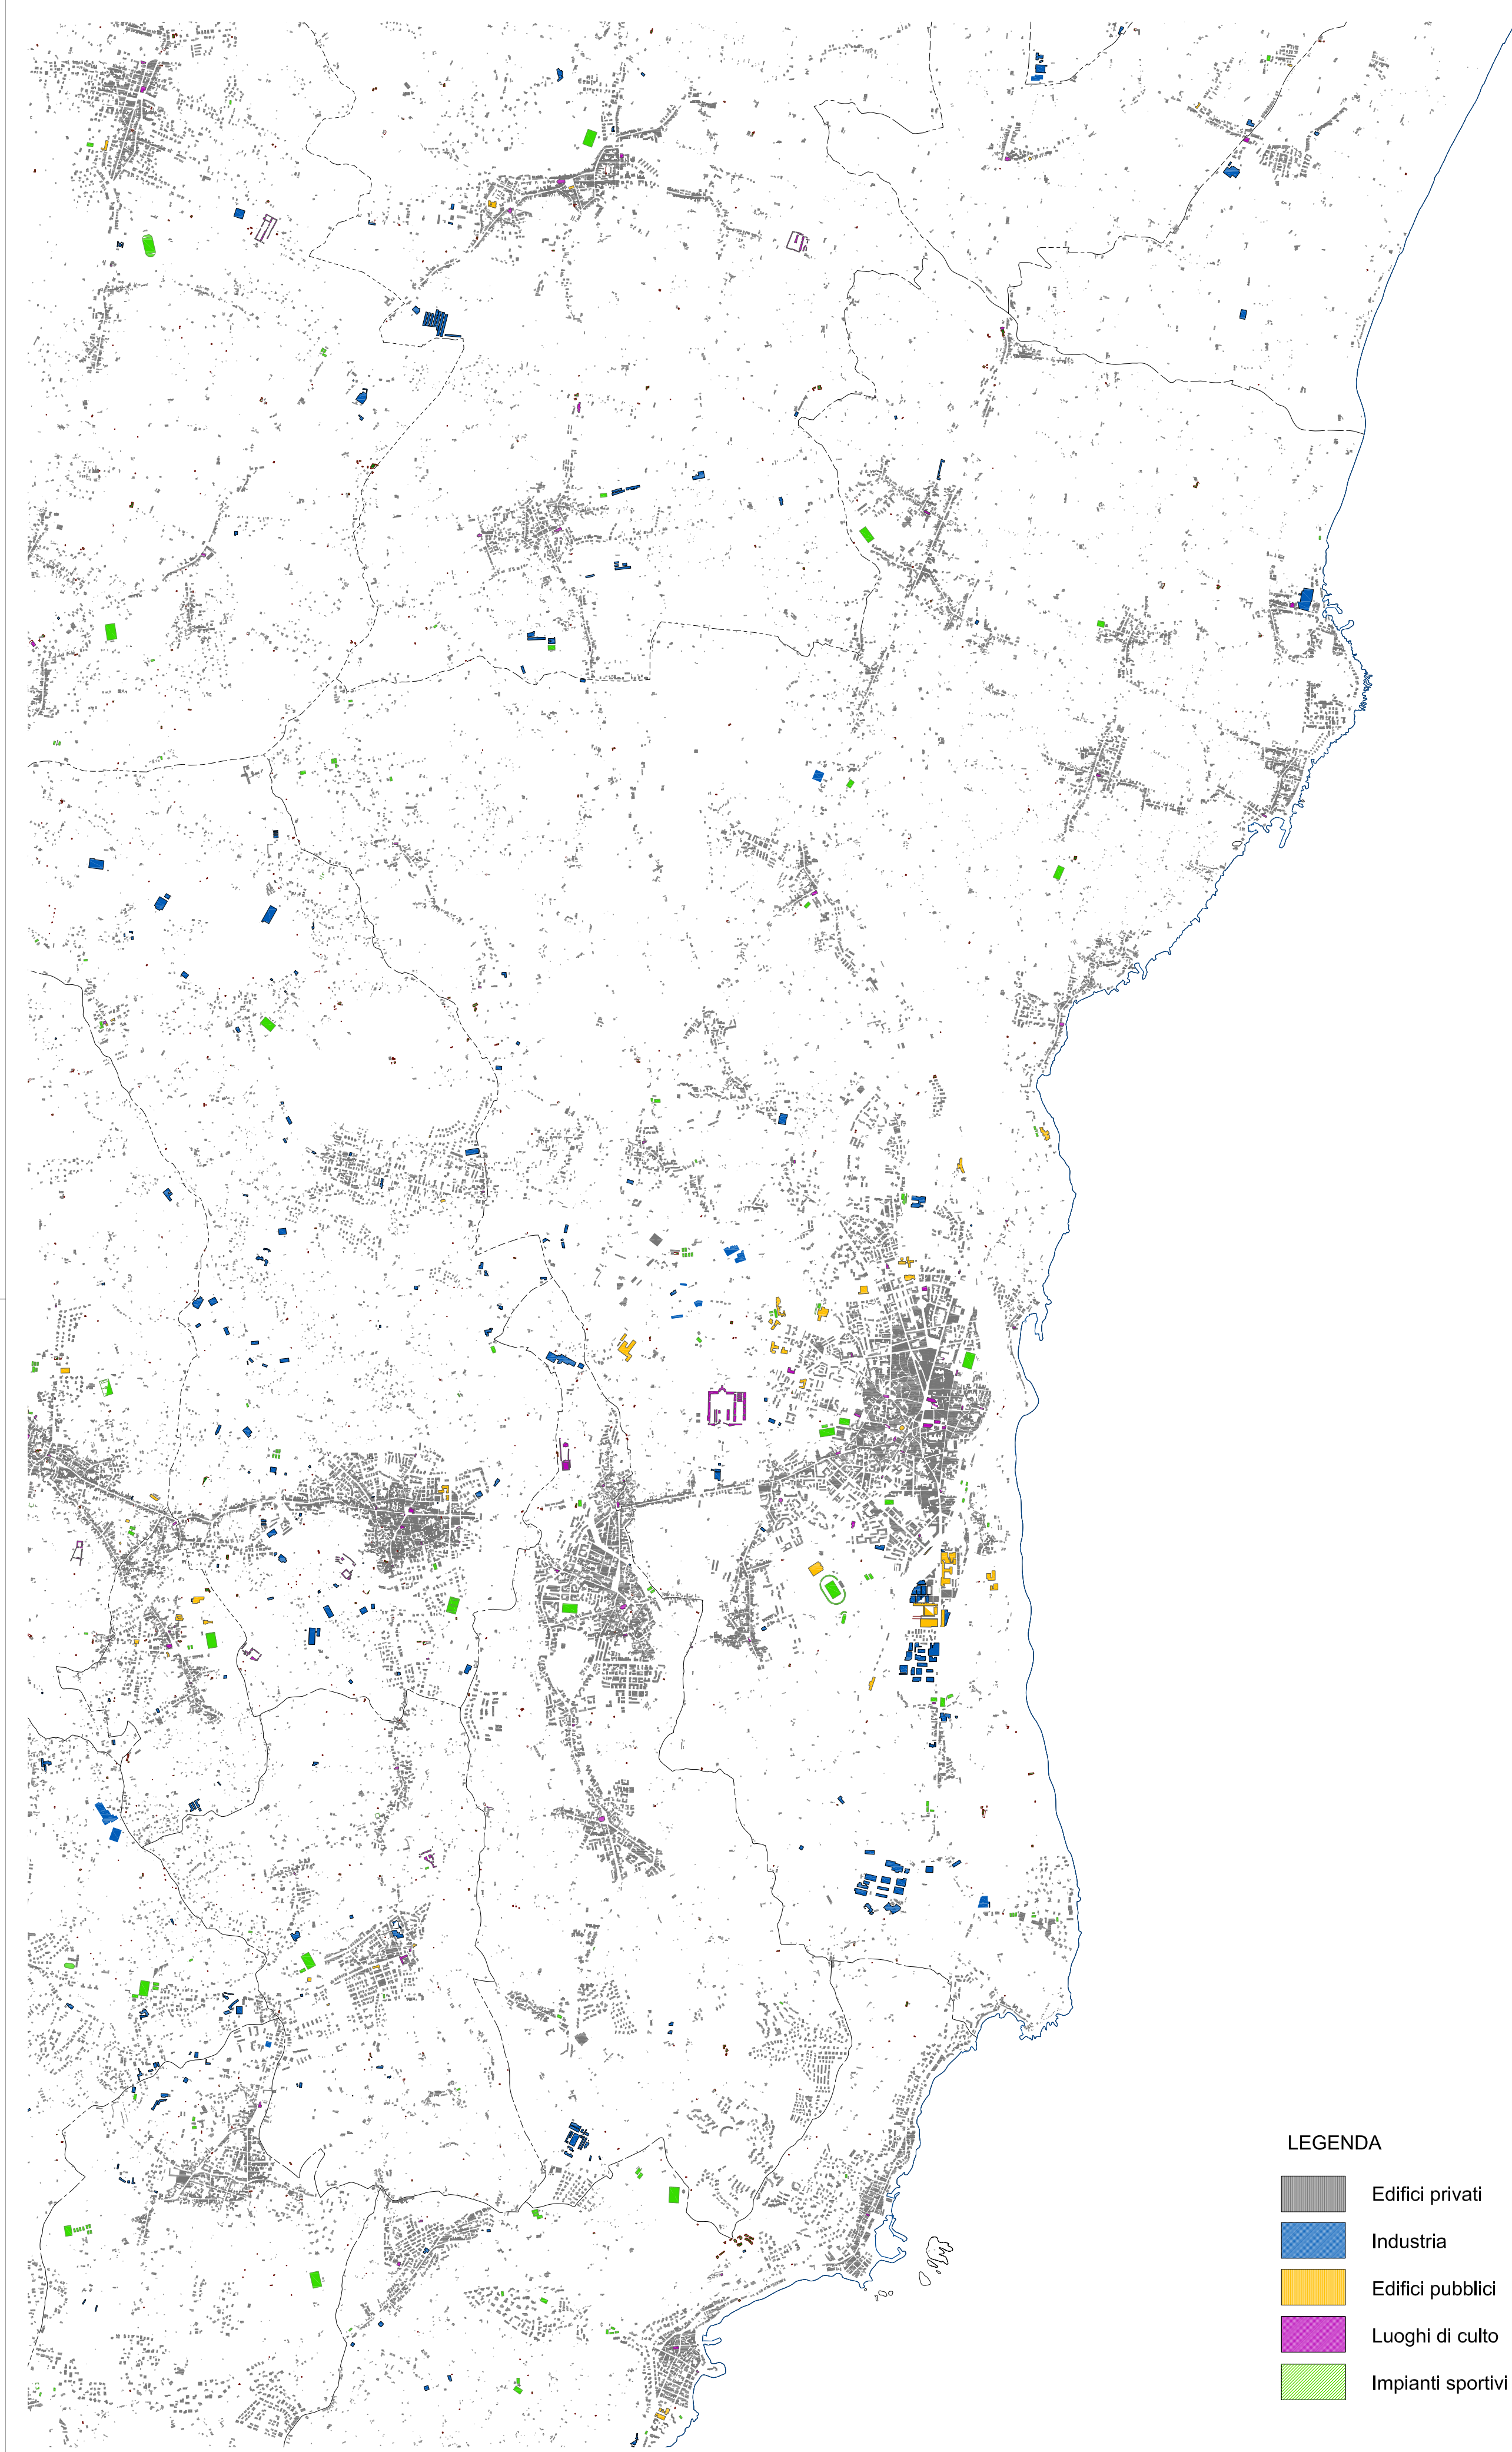 LEGENDA
Edifici privati
Industria
Edifici pubblici
Luoghi di culto
Impianti sportivi